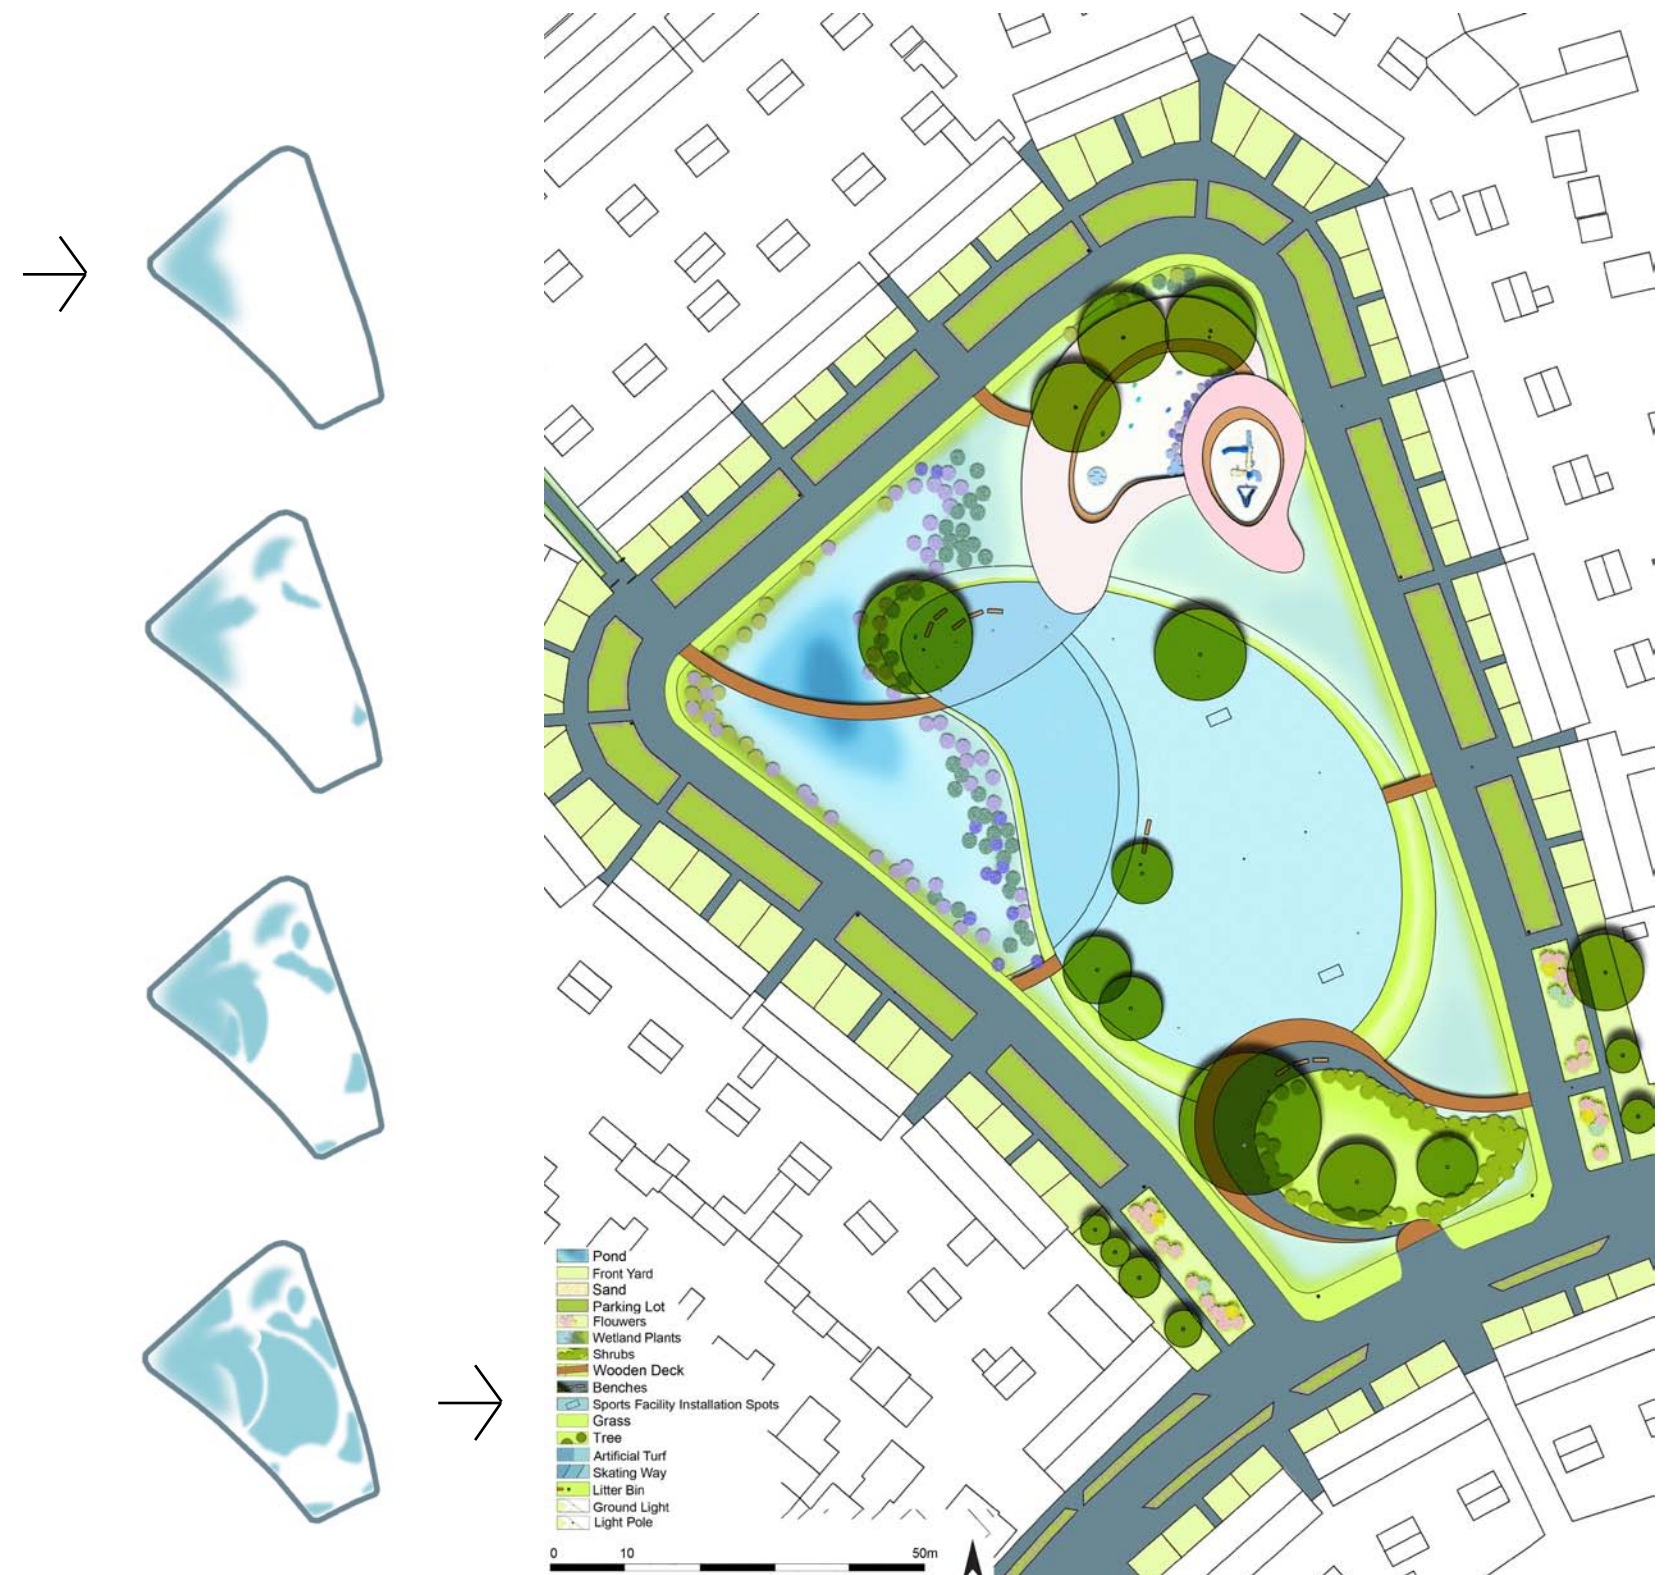 Pond
Front Yard
Sand
Parking Lot
Flouwers
Wetland Plants
Shrubs
Wooden Deck
Benches
Sports Facility Installation Spots
Grass
Tree
Artificial Turf
Skating Way
Litter Bin
Ground Light
Light Pole
0 10 50m